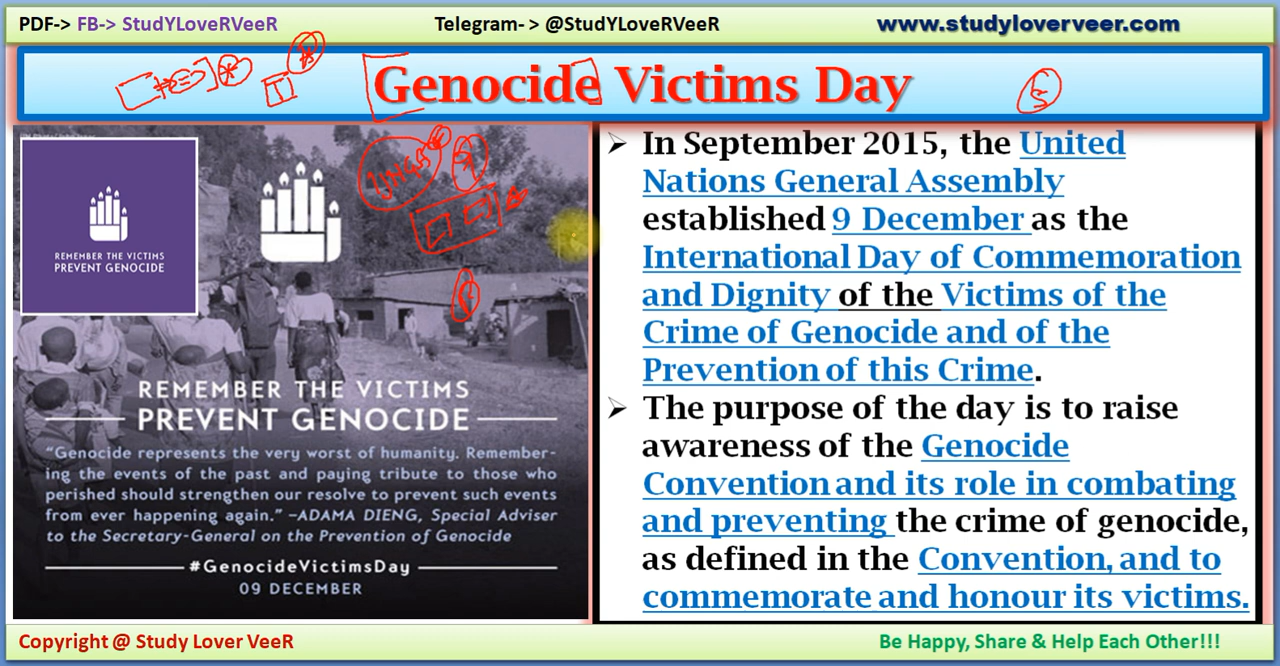 PDF-> FB-> StudYLoveRVeeR
Telegram- > @StudYLoveRVeeR
www.studyloverveer.com
Genocide Victims Day
REMEMBER THE VICTIMS
PREVENT GENOCIDE
REMEMBER THE VICTIMS
PREVENT GENOCIDE
“Genocide represents the very worst of humanity. Remember-
ing the events of the past and paying tribute to those who
perished should strengthen our resolve to prevent such events
from ever happening again.” –ADAMA DIENG, Special Adviser
to the Secretary-General on the Prevention of Genocide
#GenocideVictimsDay
09 DECEMBER
➢ In September 2015, the United
Nations General Assembly
established 9 December as the
International Day of Commemoration
and Dignity of the Victims of the
Crime of Genocide and of the
Prevention of this Crime.
➢ The purpose of the day is to raise
awareness of the Genocide
Convention and its role in combating
and preventing the crime of genocide,
as defined in the Convention, and to
commemorate and honour its victims.
Copyright @ Study Lover VeeR
Be Happy, Share & Help Each Other!!!